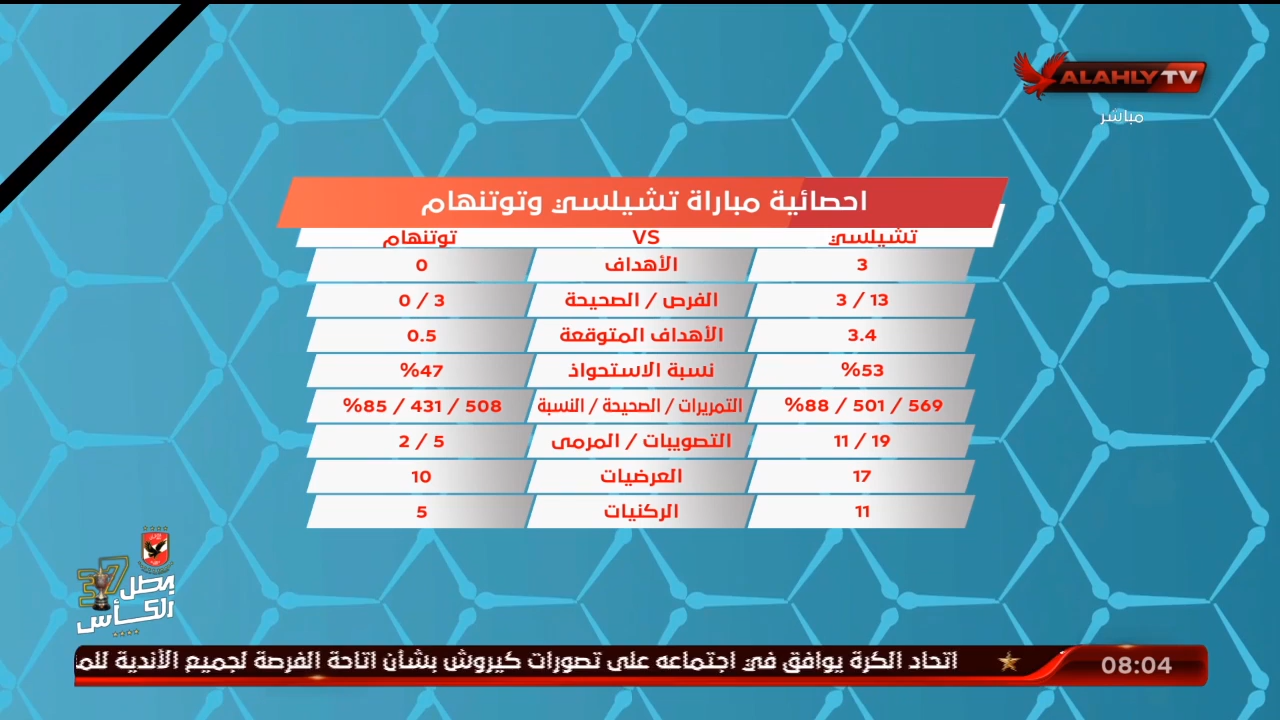 ALAHLY TV
مباشر
احصائية مباراة تشيلسي وتوتنهام
تشيلسي VS توتنهام
3 الأهداف 0
3 / 13 الفرص / الصحيحة 0 / 3
3.4 الأهداف المتوقعة 0.5
%53 نسبة الاستحواذ %47
%88 / 501 / 569 التمريرات / الصحيحة / النسبة %85 / 431 / 508
11 / 19 التصويبات / المرمى 2 / 5
17 العرضيات 10
11 الركنيات 5
37
بطل
الكأس
08:04 اتحاد الكرة يوافق في اجتماعه على تصورات كيروش بشأن اتاحة الفرصة لجميع الأندية للم